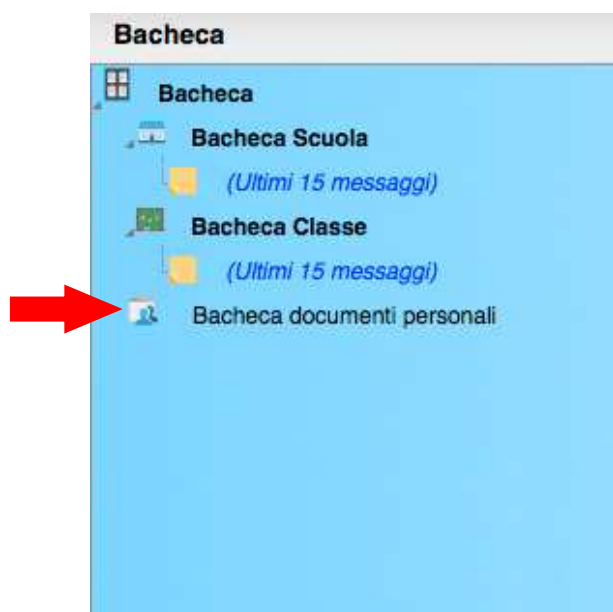 Bacheca
Bacheca
Bacheca Scuola
(Ultimi 15 messaggi)
Bacheca Classe
(Ultimi 15 messaggi)
Bacheca documenti personali